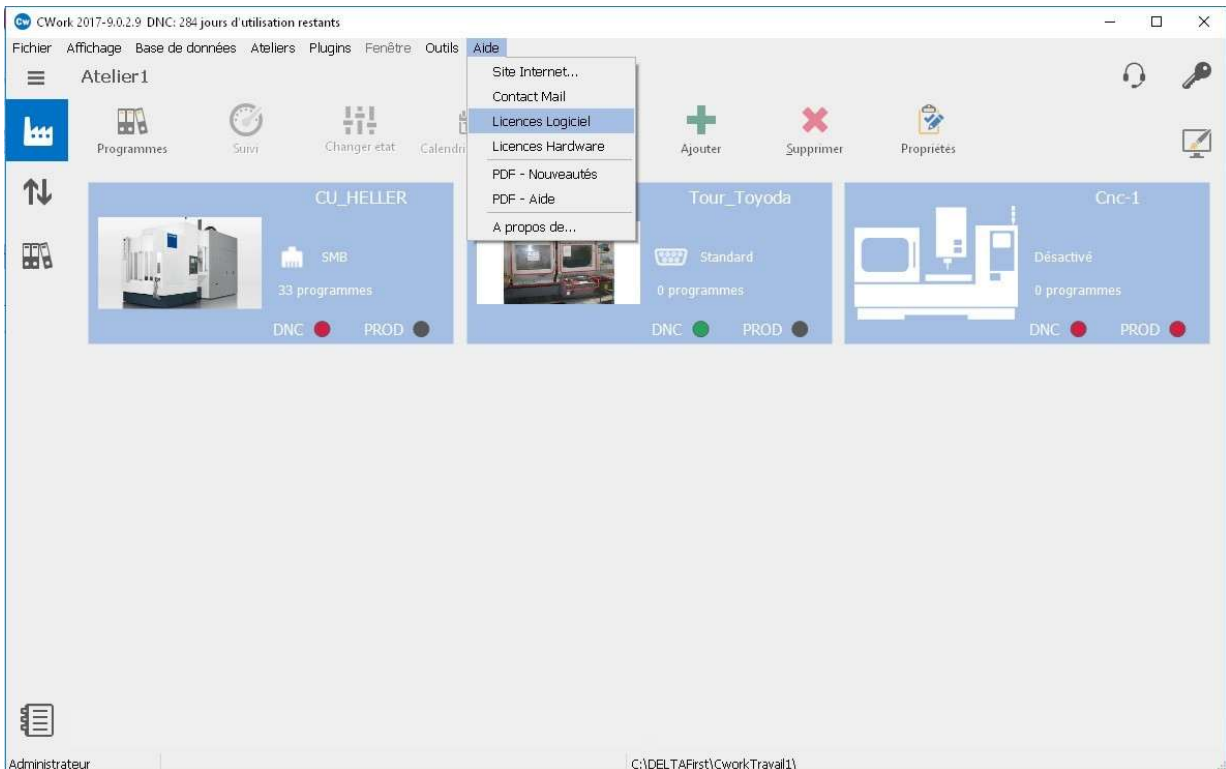 CWork 2017-9.0.2.9 DNC: 284 jours d'utilisation restants
Fichier Affichage Base de données Ateliers Plugins Fenêtre Outils Aide
Atelier1
Site Internet...
Contact Mail
Licences Logiciel
Licences Hardware
PDF - Nouveautés
PDF - Aide
A propos de...
Programmes Suivi Changer état Ajouter Supprimer Propriétés
CU_HELLER
SMB
33 programmes
DNC PROD
Tour_Toyoda
Standard
0 programmes
DNC PROD
Cnc-1
Désactivé
0 programmes
DNC PROD
Administrateur C:\DELTAFirst\CworkTravail1\